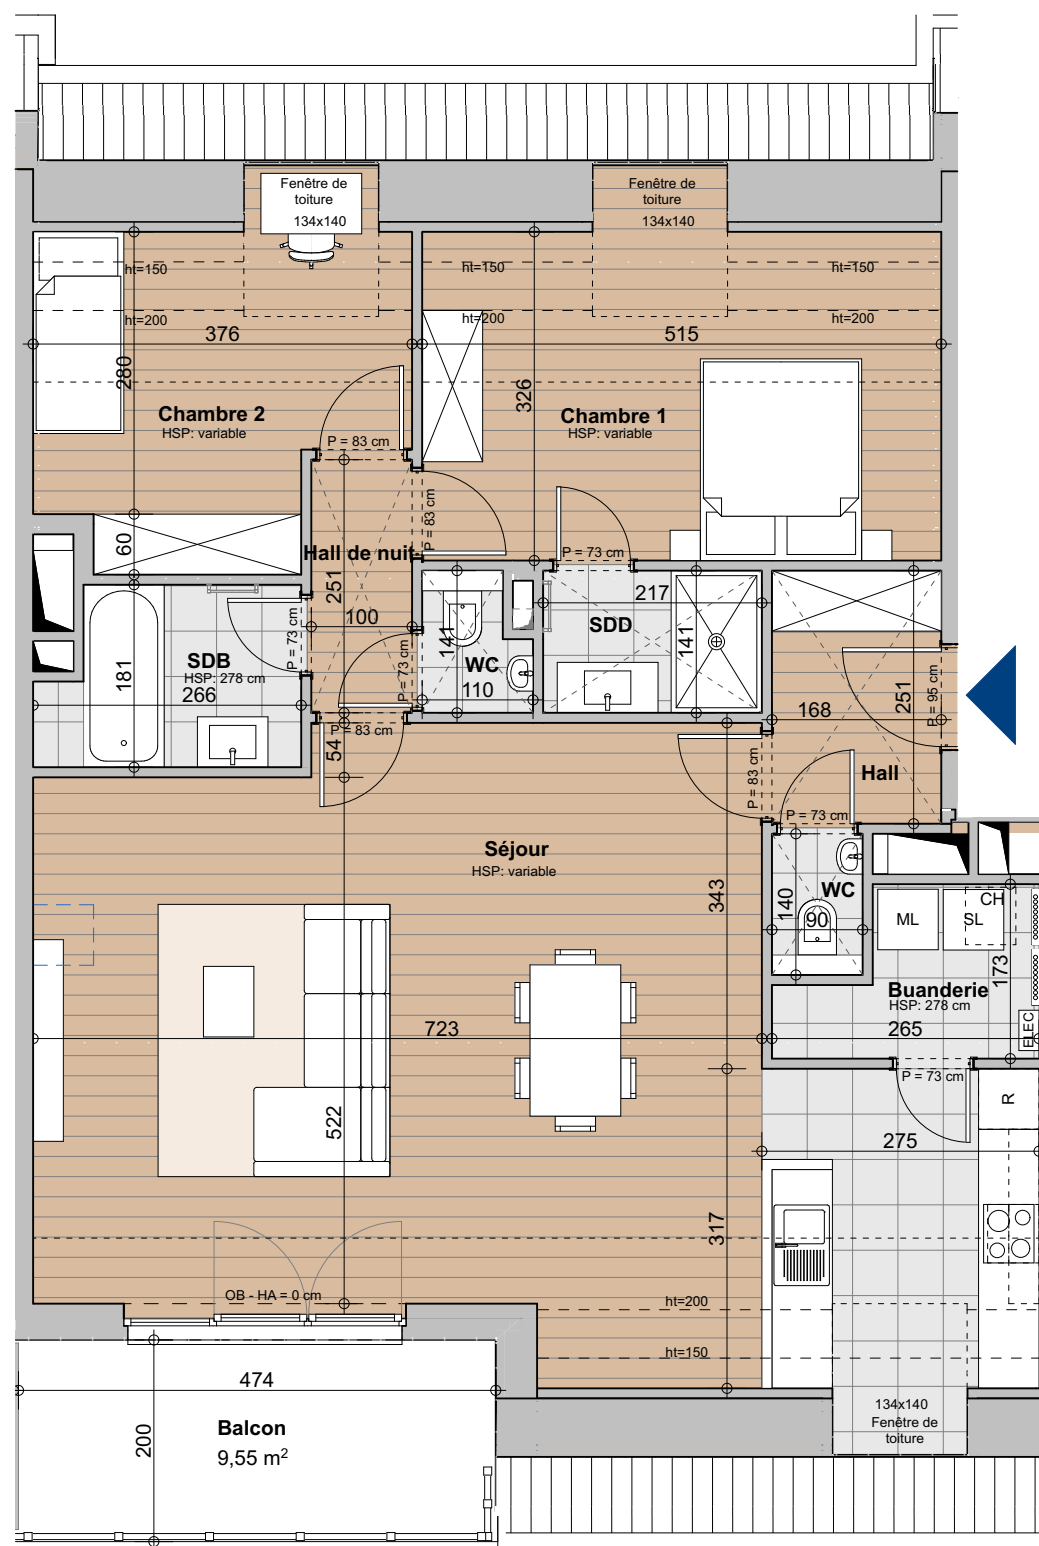 Fenêtre de
toiture
134x140
Fenêtre de
toiture
134x140
ht=150
ht=150
ht=150
ht=200
ht=200
ht=200
376
515
280
326
Chambre 2
HSP: variable
Chambre 1
HSP: variable
P = 83 cm
P = 83 cm
60
Hall de nuit
251
100
P = 73 cm
217
141
SDD
141
P = 73 cm
P = 73 cm
WC
110
181
SDB
HSP: 278 cm
266
168
251
P = 95 cm
P = 83 cm
54
P = 83 cm
Hall
P = 73 cm
Séjour
HSP: variable
343
140
WC
90
ML
SL
CH
173
Buanderie
HSP: 278 cm
265
ELEC
723
P = 73 cm
R
522
275
317
OB - HA = 0 cm
ht=200
ht=150
474
200
Balcon
9,55 m²
134x140
Fenêtre de
toiture